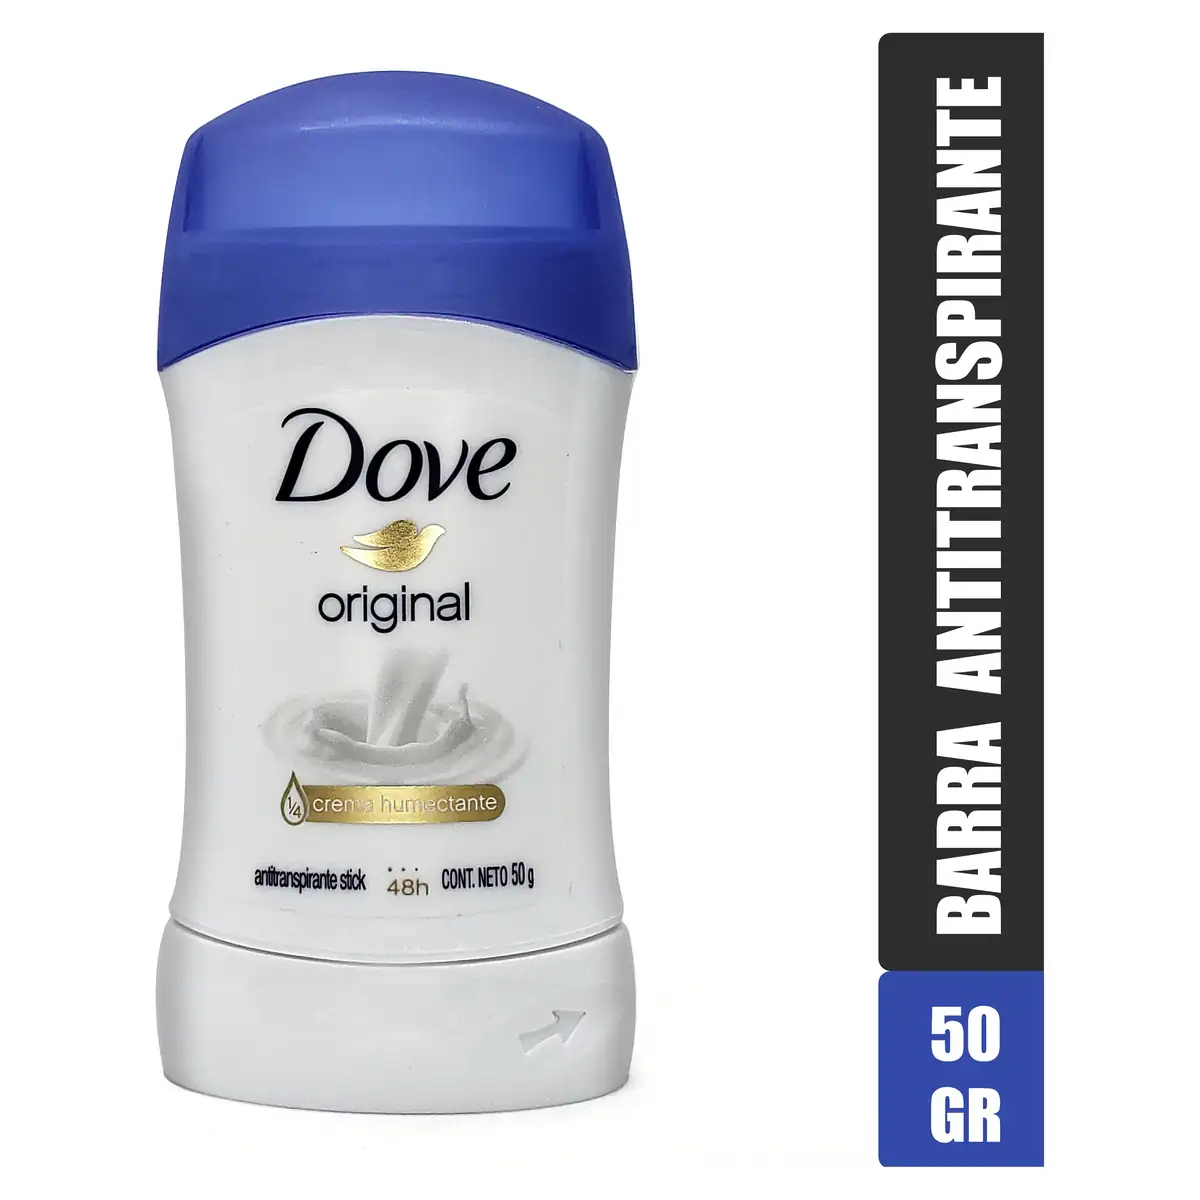 Dove
original
1/4 crema humectante
antitranspirante stick 48h CONT. NETO 50 g
BARRA ANTITRANSPIRANTE
50
GR